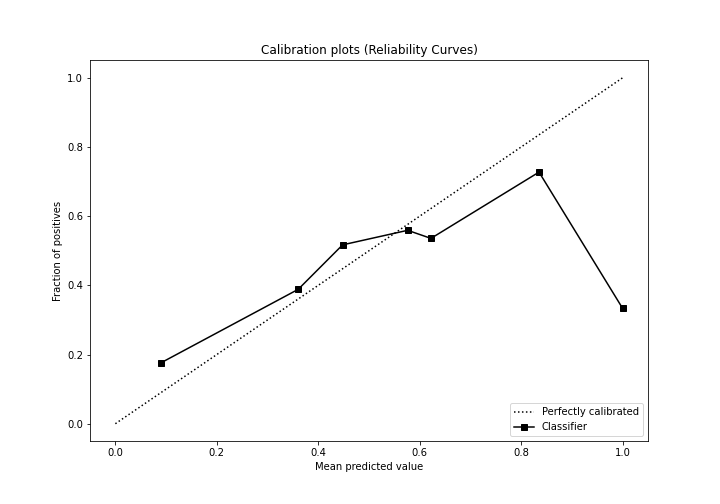 Calibration plots (Reliability Curves)
1.0
0.8
0.6
0.4
0.2
0.0
Fraction of positives
0.0 0.2 0.4 0.6 0.8 1.0
Mean predicted value
Perfectly calibrated
Classifier